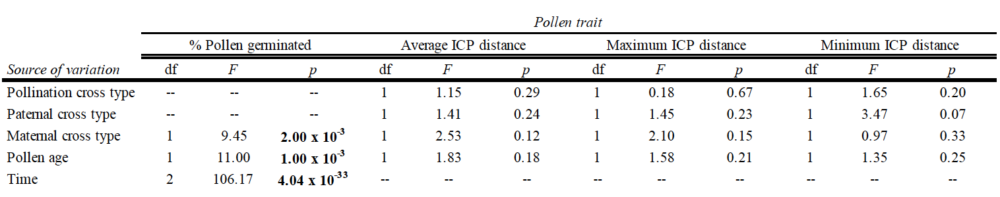 Pollen trait
% Pollen germinated Average ICP distance Maximum ICP distance Minimum ICP distance
Source of variation df F p df F p df F p df F p
Pollination cross type -- -- -- 1 1.15 0.29 1 0.18 0.67 1 1.65 0.20
Paternal cross type -- -- -- 1 1.41 0.24 1 1.45 0.23 1 3.47 0.07
Maternal cross type 1 9.45 2.00 x 10⁻³ 1 2.53 0.12 1 2.10 0.15 1 0.97 0.33
Pollen age 1 11.00 1.00 x 10⁻³ 1 1.83 0.18 1 1.58 0.21 1 1.35 0.25
Time 2 106.17 4.04 x 10⁻³³ -- -- -- -- -- -- -- -- --